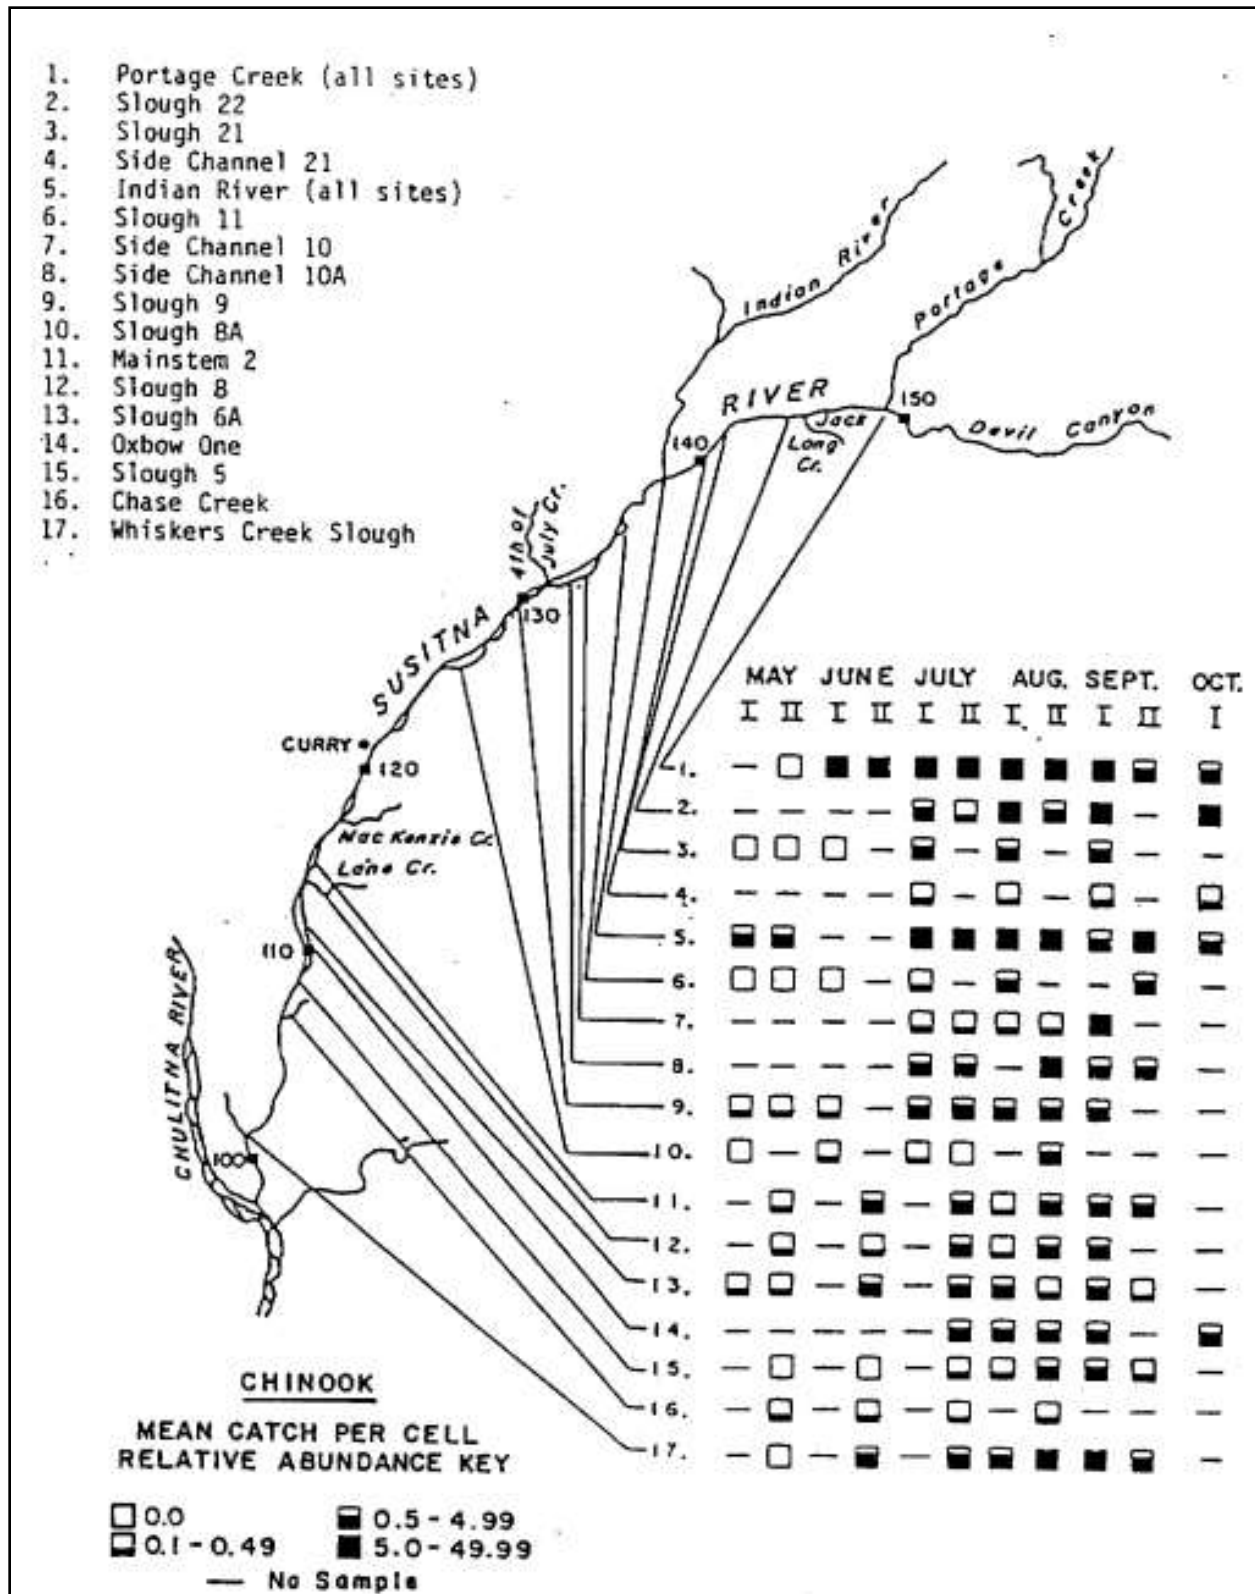 1. Portage Creek (all sites)
2. Slough 22
3. Slough 21
4. Side Channel 21
5. Indian River (all sites)
6. Slough 11
7. Side Channel 10
8. Side Channel 10A
9. Slough 9
10. Slough 8A
11. Mainstem 2
12. Slough 8
13. Slough 6A
14. Oxbow One
15. Slough 5
16. Chase Creek
17. Whiskers Creek Slough
Indian River
Portage Creek
RIVER
Jack
Long
Cr.
150
Devil Canyon
140
4th of
July Cr.
130
SUSITNA
CURRY
120
MacKenzie Cr.
Lane Cr.
110
CHULITNA RIVER
100
MAY JUNE JULY AUG. SEPT. OCT.
I II I II I II I II I II I
1. —
2. — — — — —
3. — — — — —
4. — — — — — — —
5. — —
6. — — — — —
7. — — — — — —
8. — — — — — —
9. — — —
10. — — — — —
11. — — — —
12. — — — — —
13. — — —
14. — — — — — —
15. — — — —
16. — — — — — — —
17. — — — —
CHINOOK
MEAN CATCH PER CELL
RELATIVE ABUNDANCE KEY
0.0 0.5 - 4.99
0.1 - 0.49 5.0 - 49.99
— No Sample